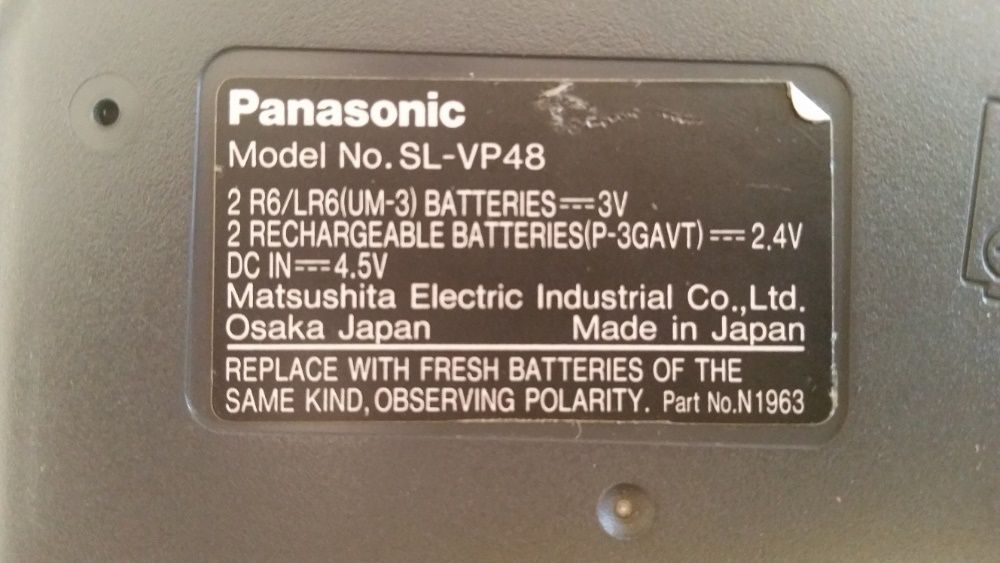 Panasonic
Model No. SL-VP48
2 R6/LR6(UM-3) BATTERIES⎓3V
2 RECHARGEABLE BATTERIES(P-3GAVT)⎓2.4V
DC IN⎓4.5V
Matsushita Electric Industrial Co.,Ltd.
Osaka Japan Made in Japan
REPLACE WITH FRESH BATTERIES OF THE
SAME KIND, OBSERVING POLARITY. Part No.N1963